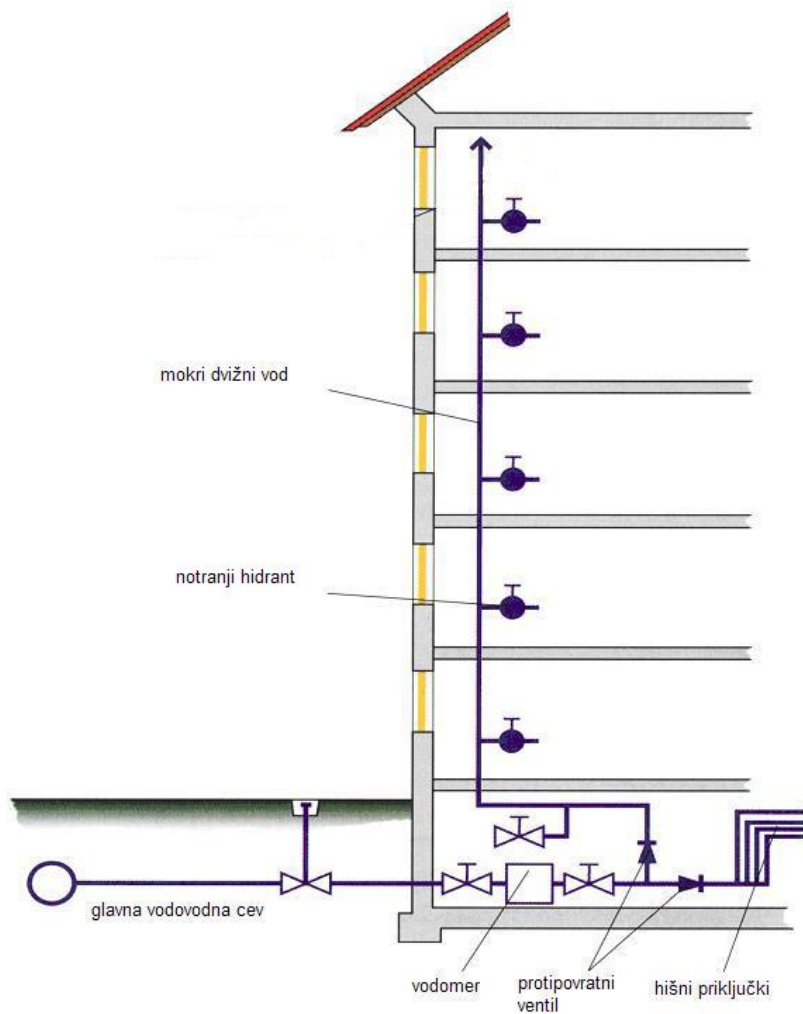 mokri dvižni vod
notranji hidrant
glavna vodovodna cev
vodomer
protipovratni
ventil
hišni priključki